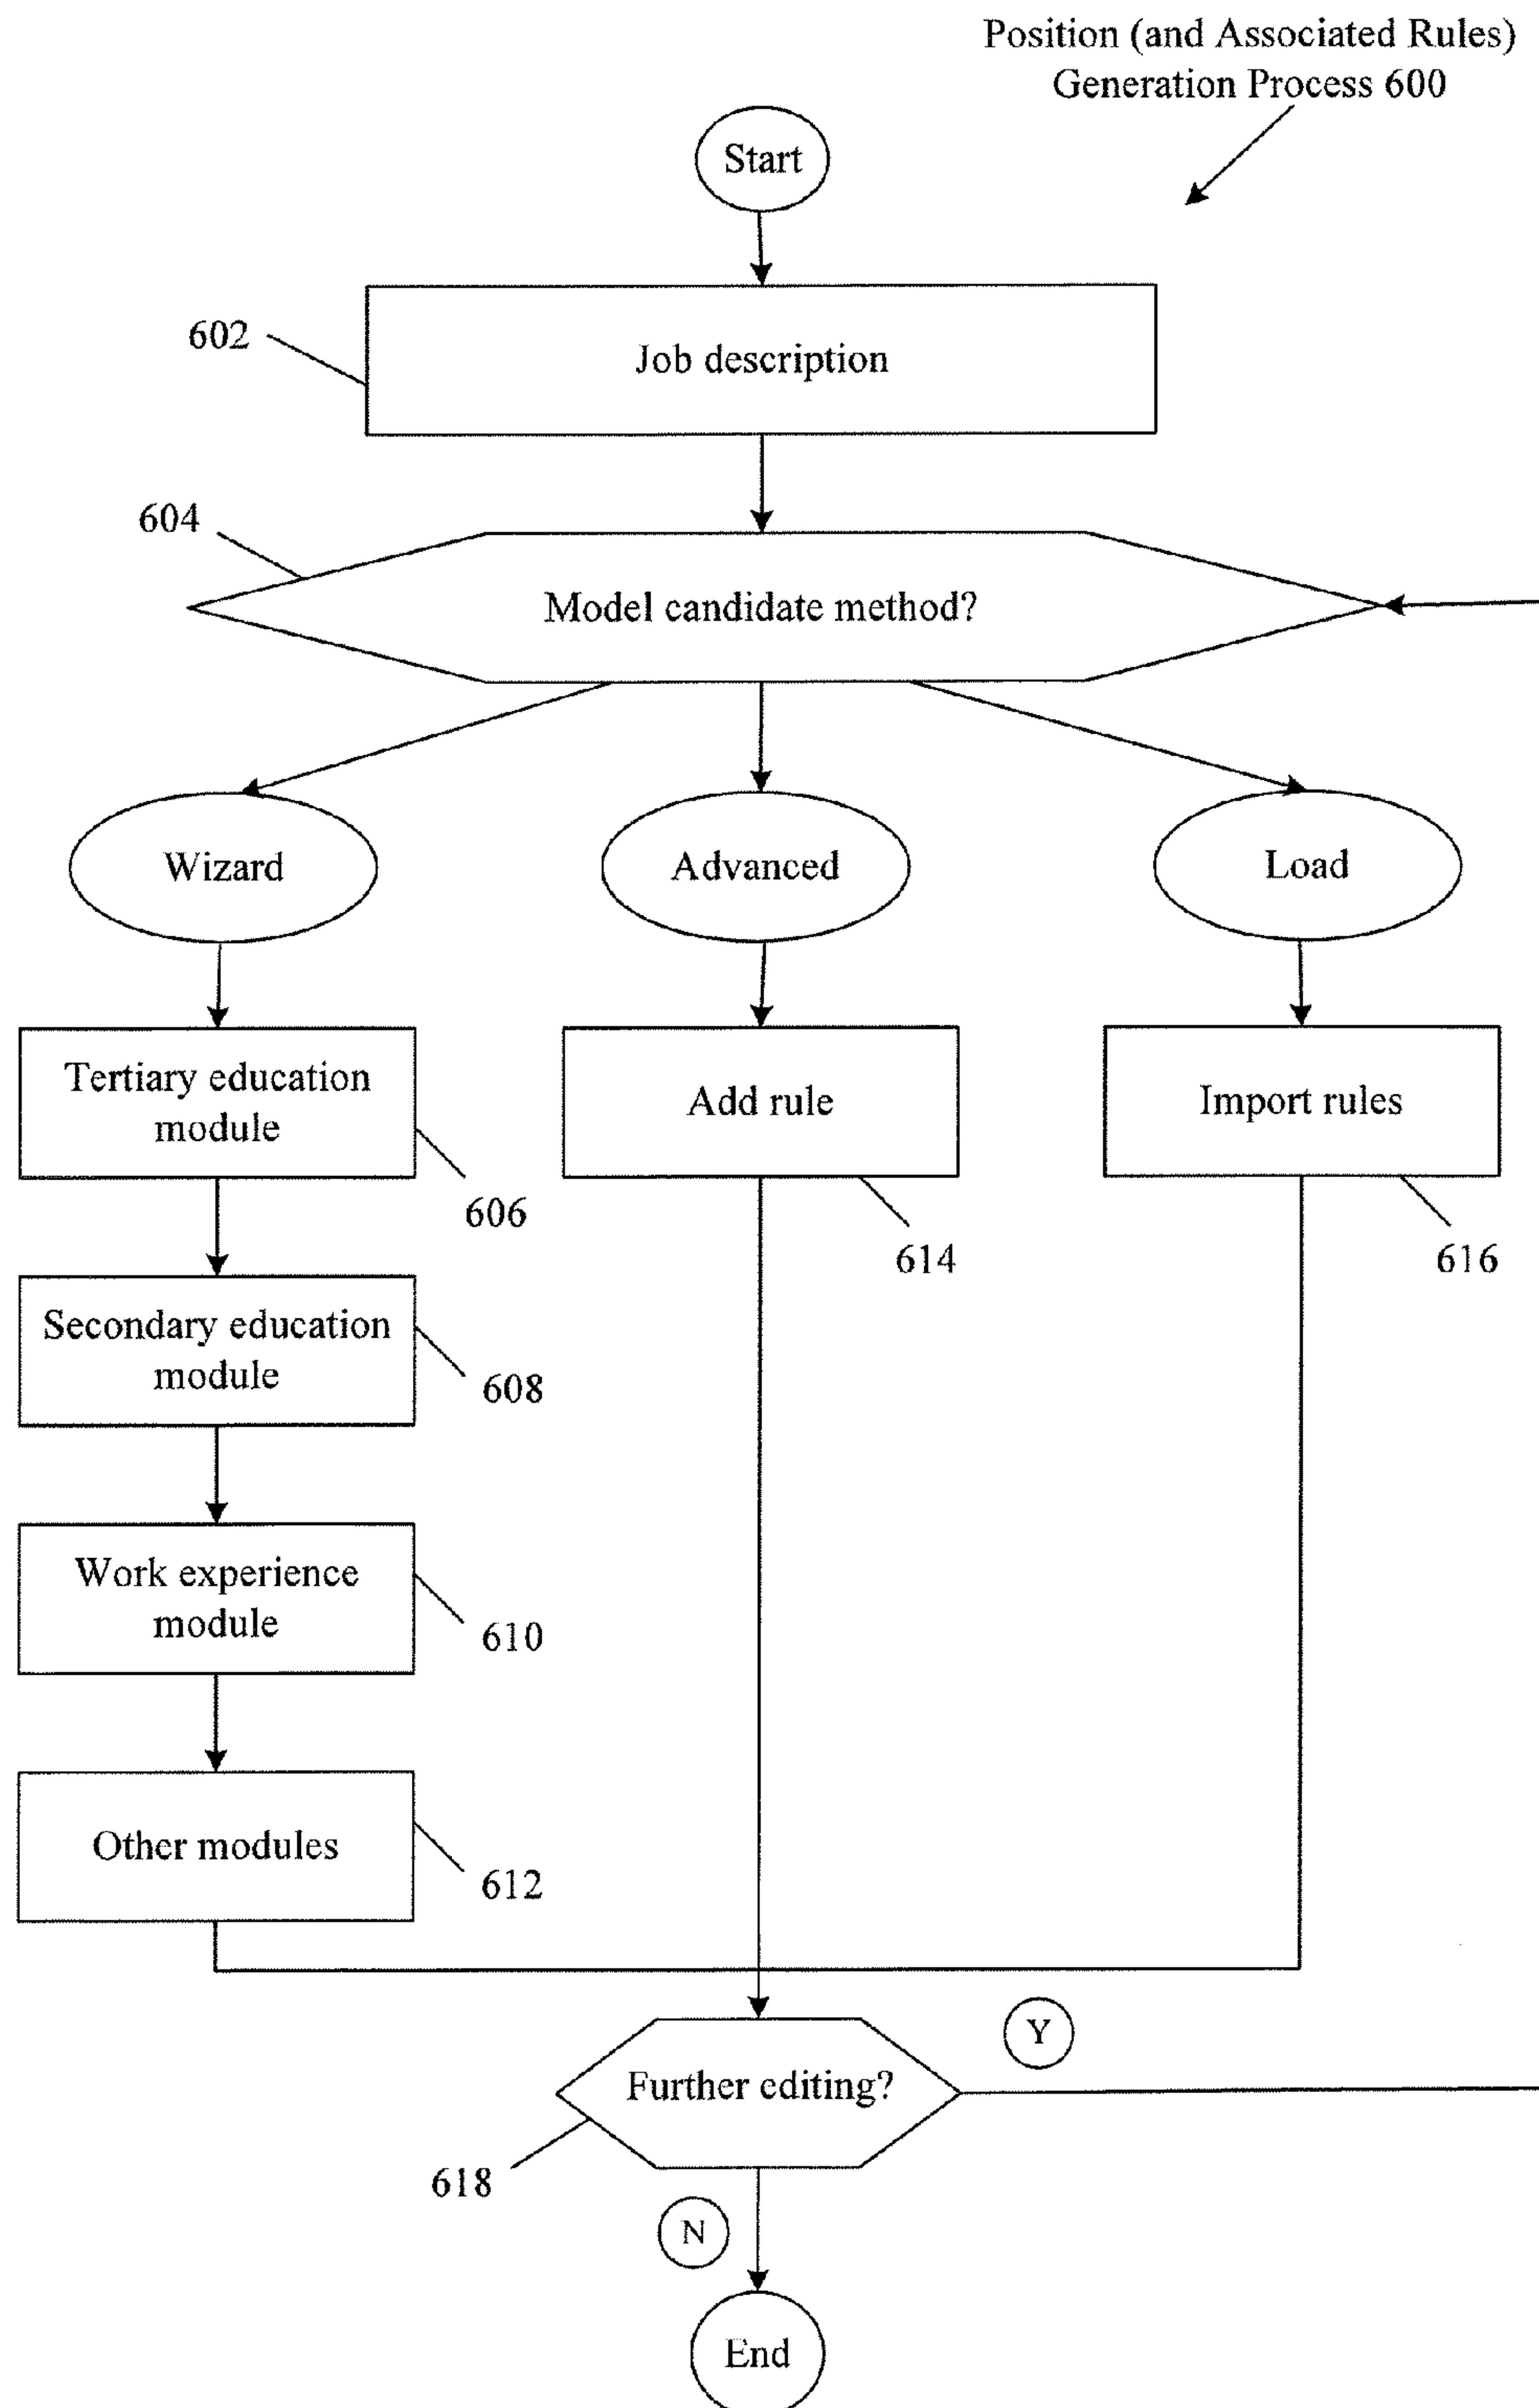 Position (and Associated Rules)
Generation Process 600
Start
602
Job description
604
Model candidate method?
Wizard
Advanced
Load
Tertiary education
module
606
Add rule
614
Import rules
616
Secondary education
module
608
Work experience
module
610
Other modules
612
Y
Further editing?
618
N
End